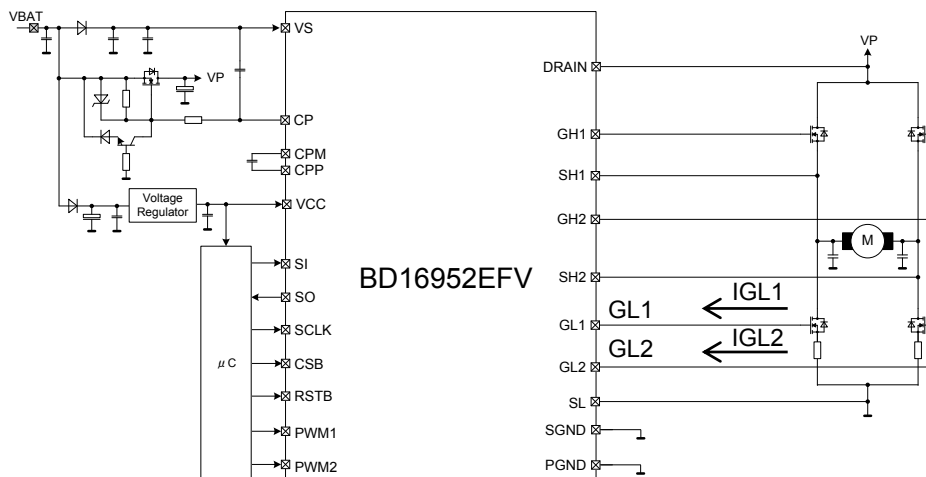 VBAT
VS
VP
CP
CPM
CPP
Voltage
Regulator
VCC
SI
SO
SCLK
CSB
RSTB
PWM1
PWM2
μC
BD16952EFV
VP
DRAIN
GH1
SH1
GH2
M
SH2
GL1 IGL1
GL1
GL2 IGL2
GL2
SL
SGND
PGND